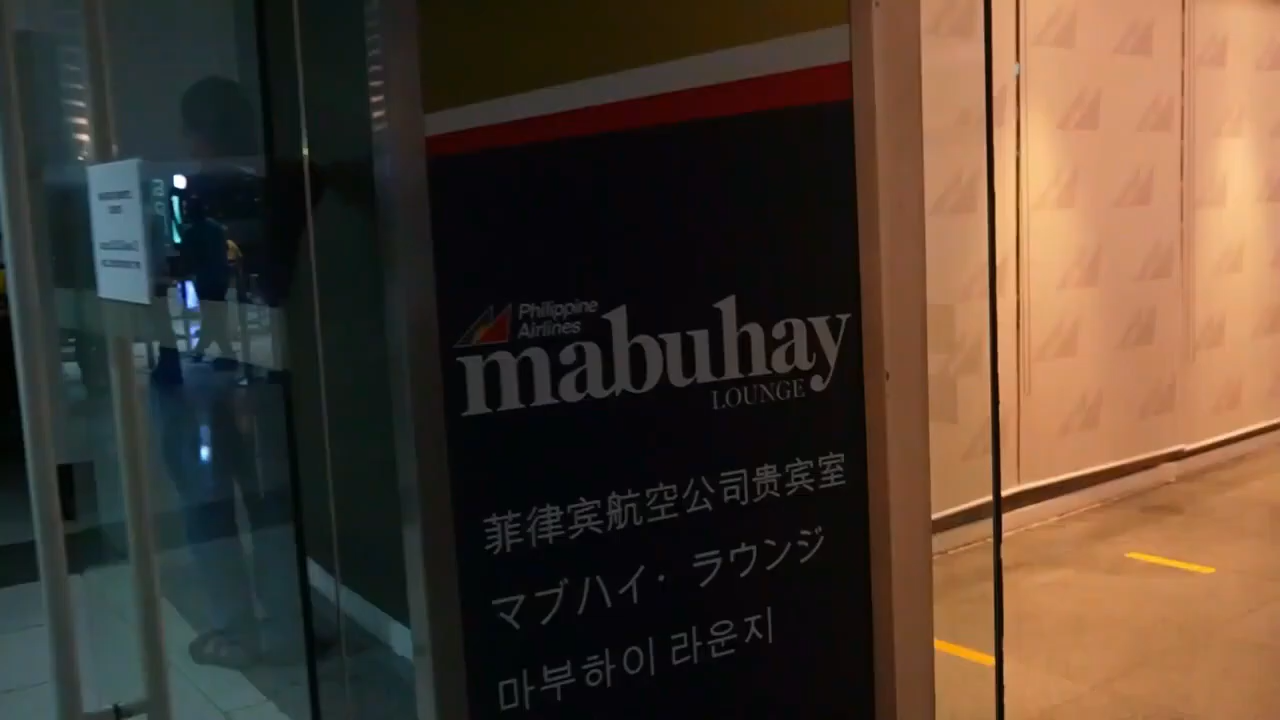 Philippine
Airlines
mabuhay
LOUNGE
菲律宾航空公司贵宾室
マブハイ・ラウンジ
마부하이 라운지